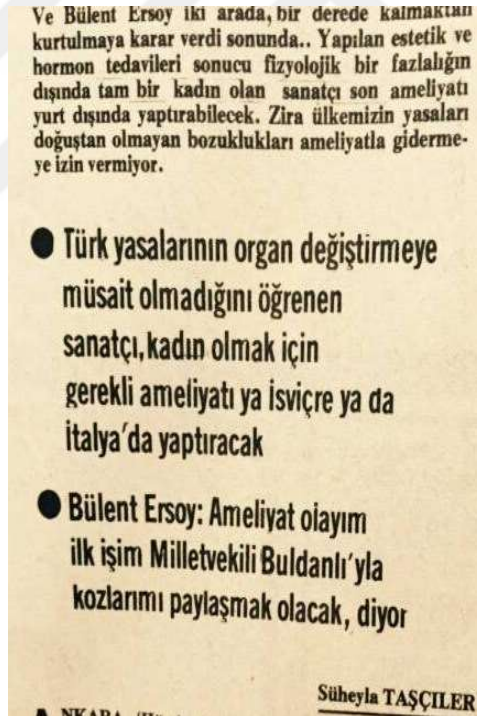 Ve Bülent Ersoy iki arada, bir derede kalmaktan
kurtulmaya karar verdi sonunda.. Yapılan estetik ve
hormon tedavileri sonucu fizyolojik bir fazlalığın
dışında tam bir kadın olan sanatçı son ameliyatı
yurt dışında yaptırabilecek. Zira ülkemizin yasaları
doğuştan olmayan bozuklukları ameliyatla giderme-
ye izin vermiyor.
● Türk yasalarının organ değiştirmeye
müsait olmadığını öğrenen
sanatçı, kadın olmak için
gerekli ameliyatı ya İsviçre ya da
İtalya'da yaptıracak
● Bülent Ersoy: Ameliyat olayım
ilk işim Milletvekili Buldanlı'yla
kozlarımı paylaşmak olacak, diyor
Süheyla TAŞÇILER